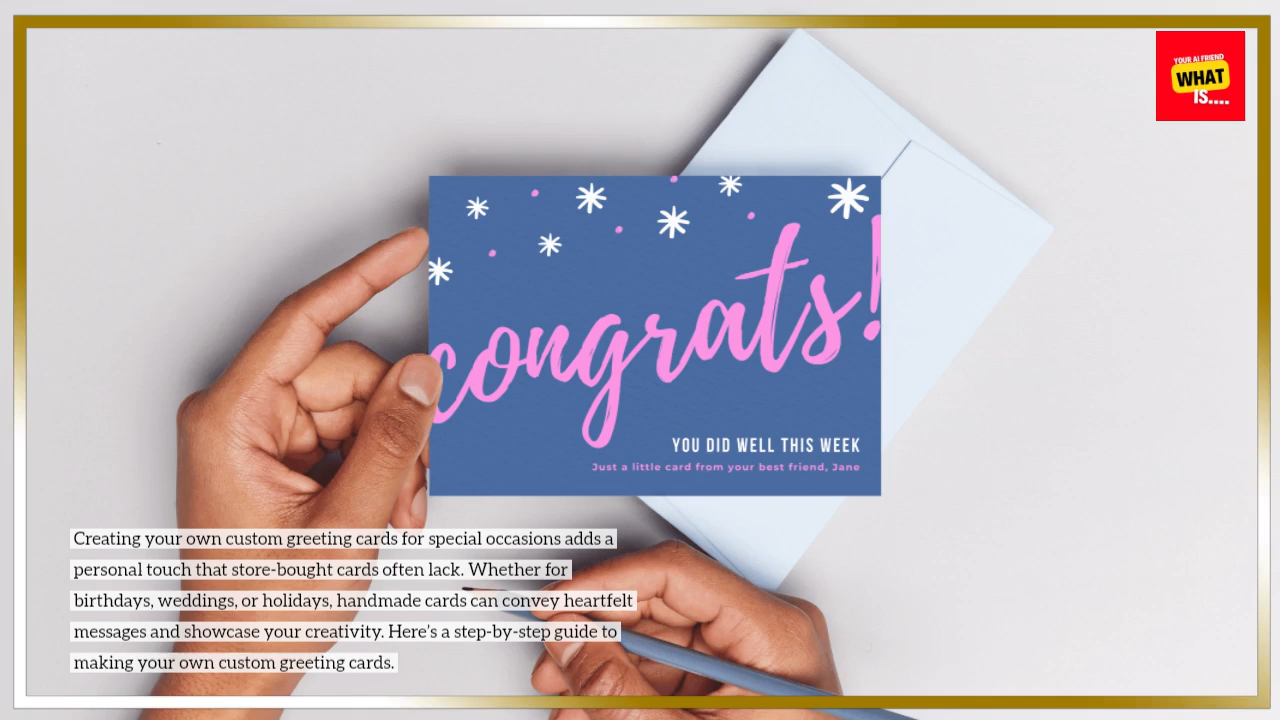 YOUR AI FRIEND
WHAT
IS....
congrats!
YOU DID WELL THIS WEEK
Just a little card from your best friend, Jane
Creating your own custom greeting cards for special occasions adds a
personal touch that store-bought cards often lack. Whether for
birthdays, weddings, or holidays, handmade cards can convey heartfelt
messages and showcase your creativity. Here's a step-by-step guide to
making your own custom greeting cards.